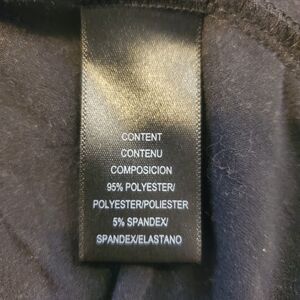 CONTENT
CONTENU
COMPOSICION
95% POLYESTER/
POLYESTER/POLIESTER
5% SPANDEX/
SPANDEX/ELASTANO